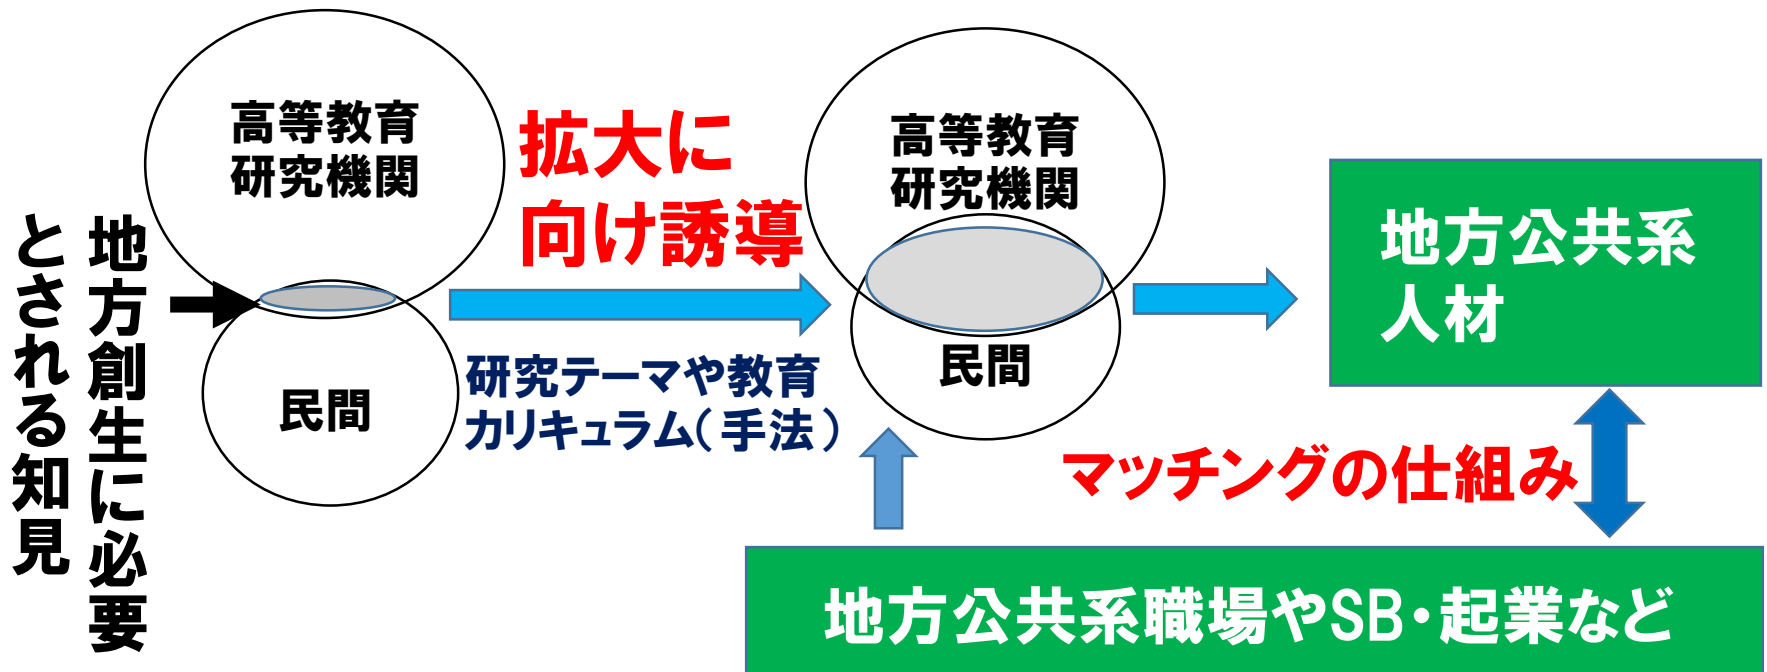 地方創生に必要
とされる知見
高等教育
研究機関
民間
拡大に
向け誘導
研究テーマや教育
カリキュラム(手法)
高等教育
研究機関
民間
地方公共系
人材
マッチングの仕組み
地方公共系職場やSB・起業など